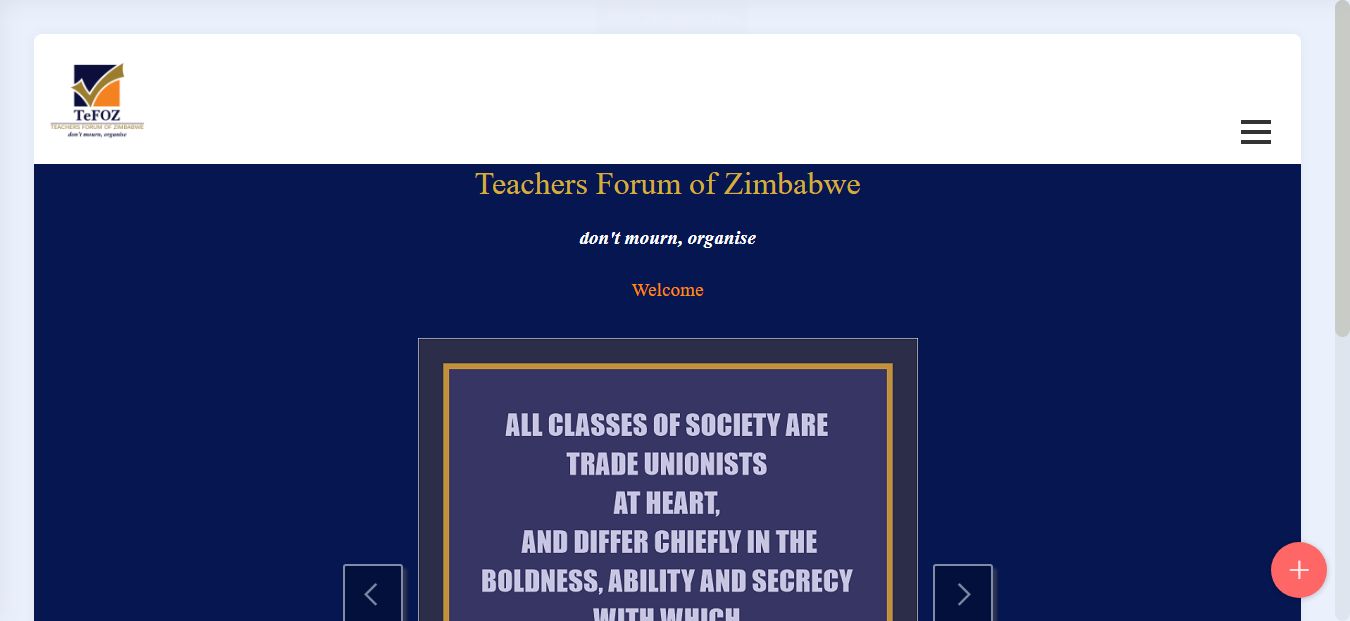 TeFOZ
TEACHERS FORUM OF ZIMBABWE
don't mourn, organise
Teachers Forum of Zimbabwe
don't mourn, organise
Welcome
ALL CLASSES OF SOCIETY ARE
TRADE UNIONISTS
AT HEART,
AND DIFFER CHIEFLY IN THE
BOLDNESS, ABILITY AND SECRECY
WITH WHICH